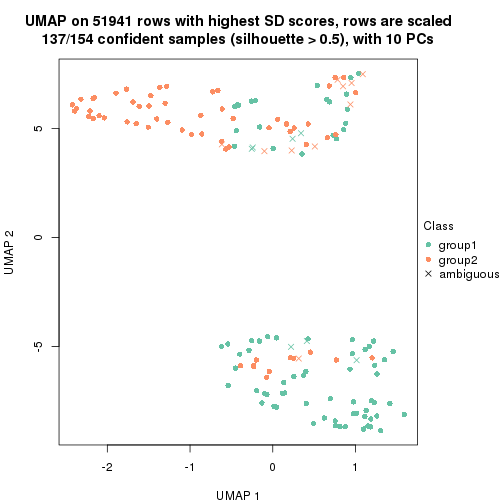 UMAP on 51941 rows with highest SD scores, rows are scaled
137/154 confident samples (silhouette > 0.5), with 10 PCs
5
0
-5
UMAP 2
-2
-1
0
1
UMAP 1
Class
group1
group2
ambiguous